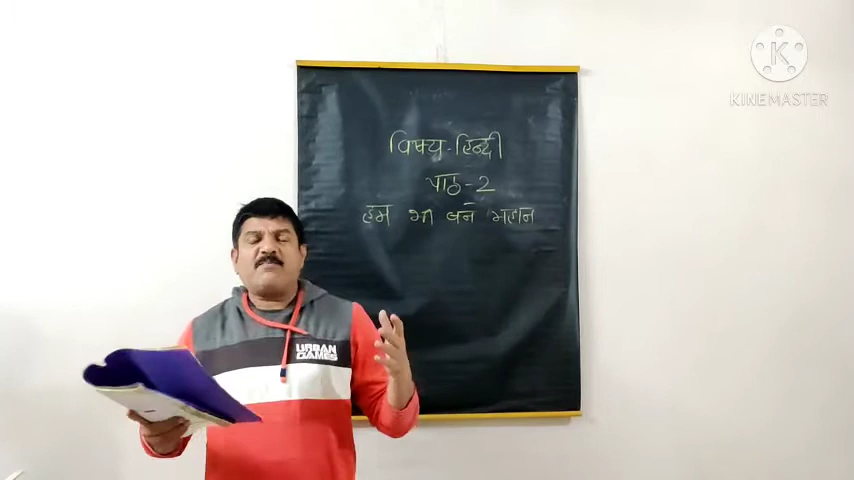 KINEMASTER
विषय - हिन्दी
पाठ - 2
हम भी बनें महान
URBAN
GAMES